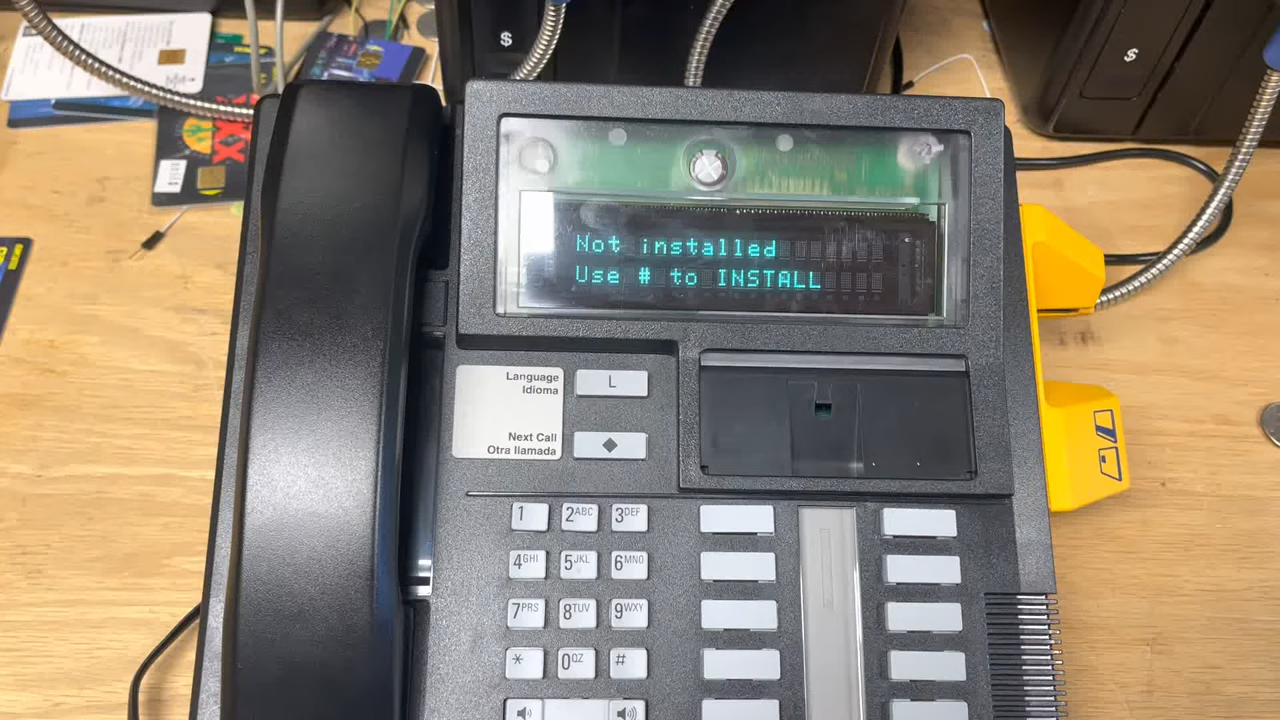 $
$
XXX
Not installed
Use # to INSTALL
Language
Idioma
L
Next Call
Otra llamada
1 2ABC 3DEF
4GHI 5JKL 6MNO
7PRS 8TUV 9WXY
* 0QZ #